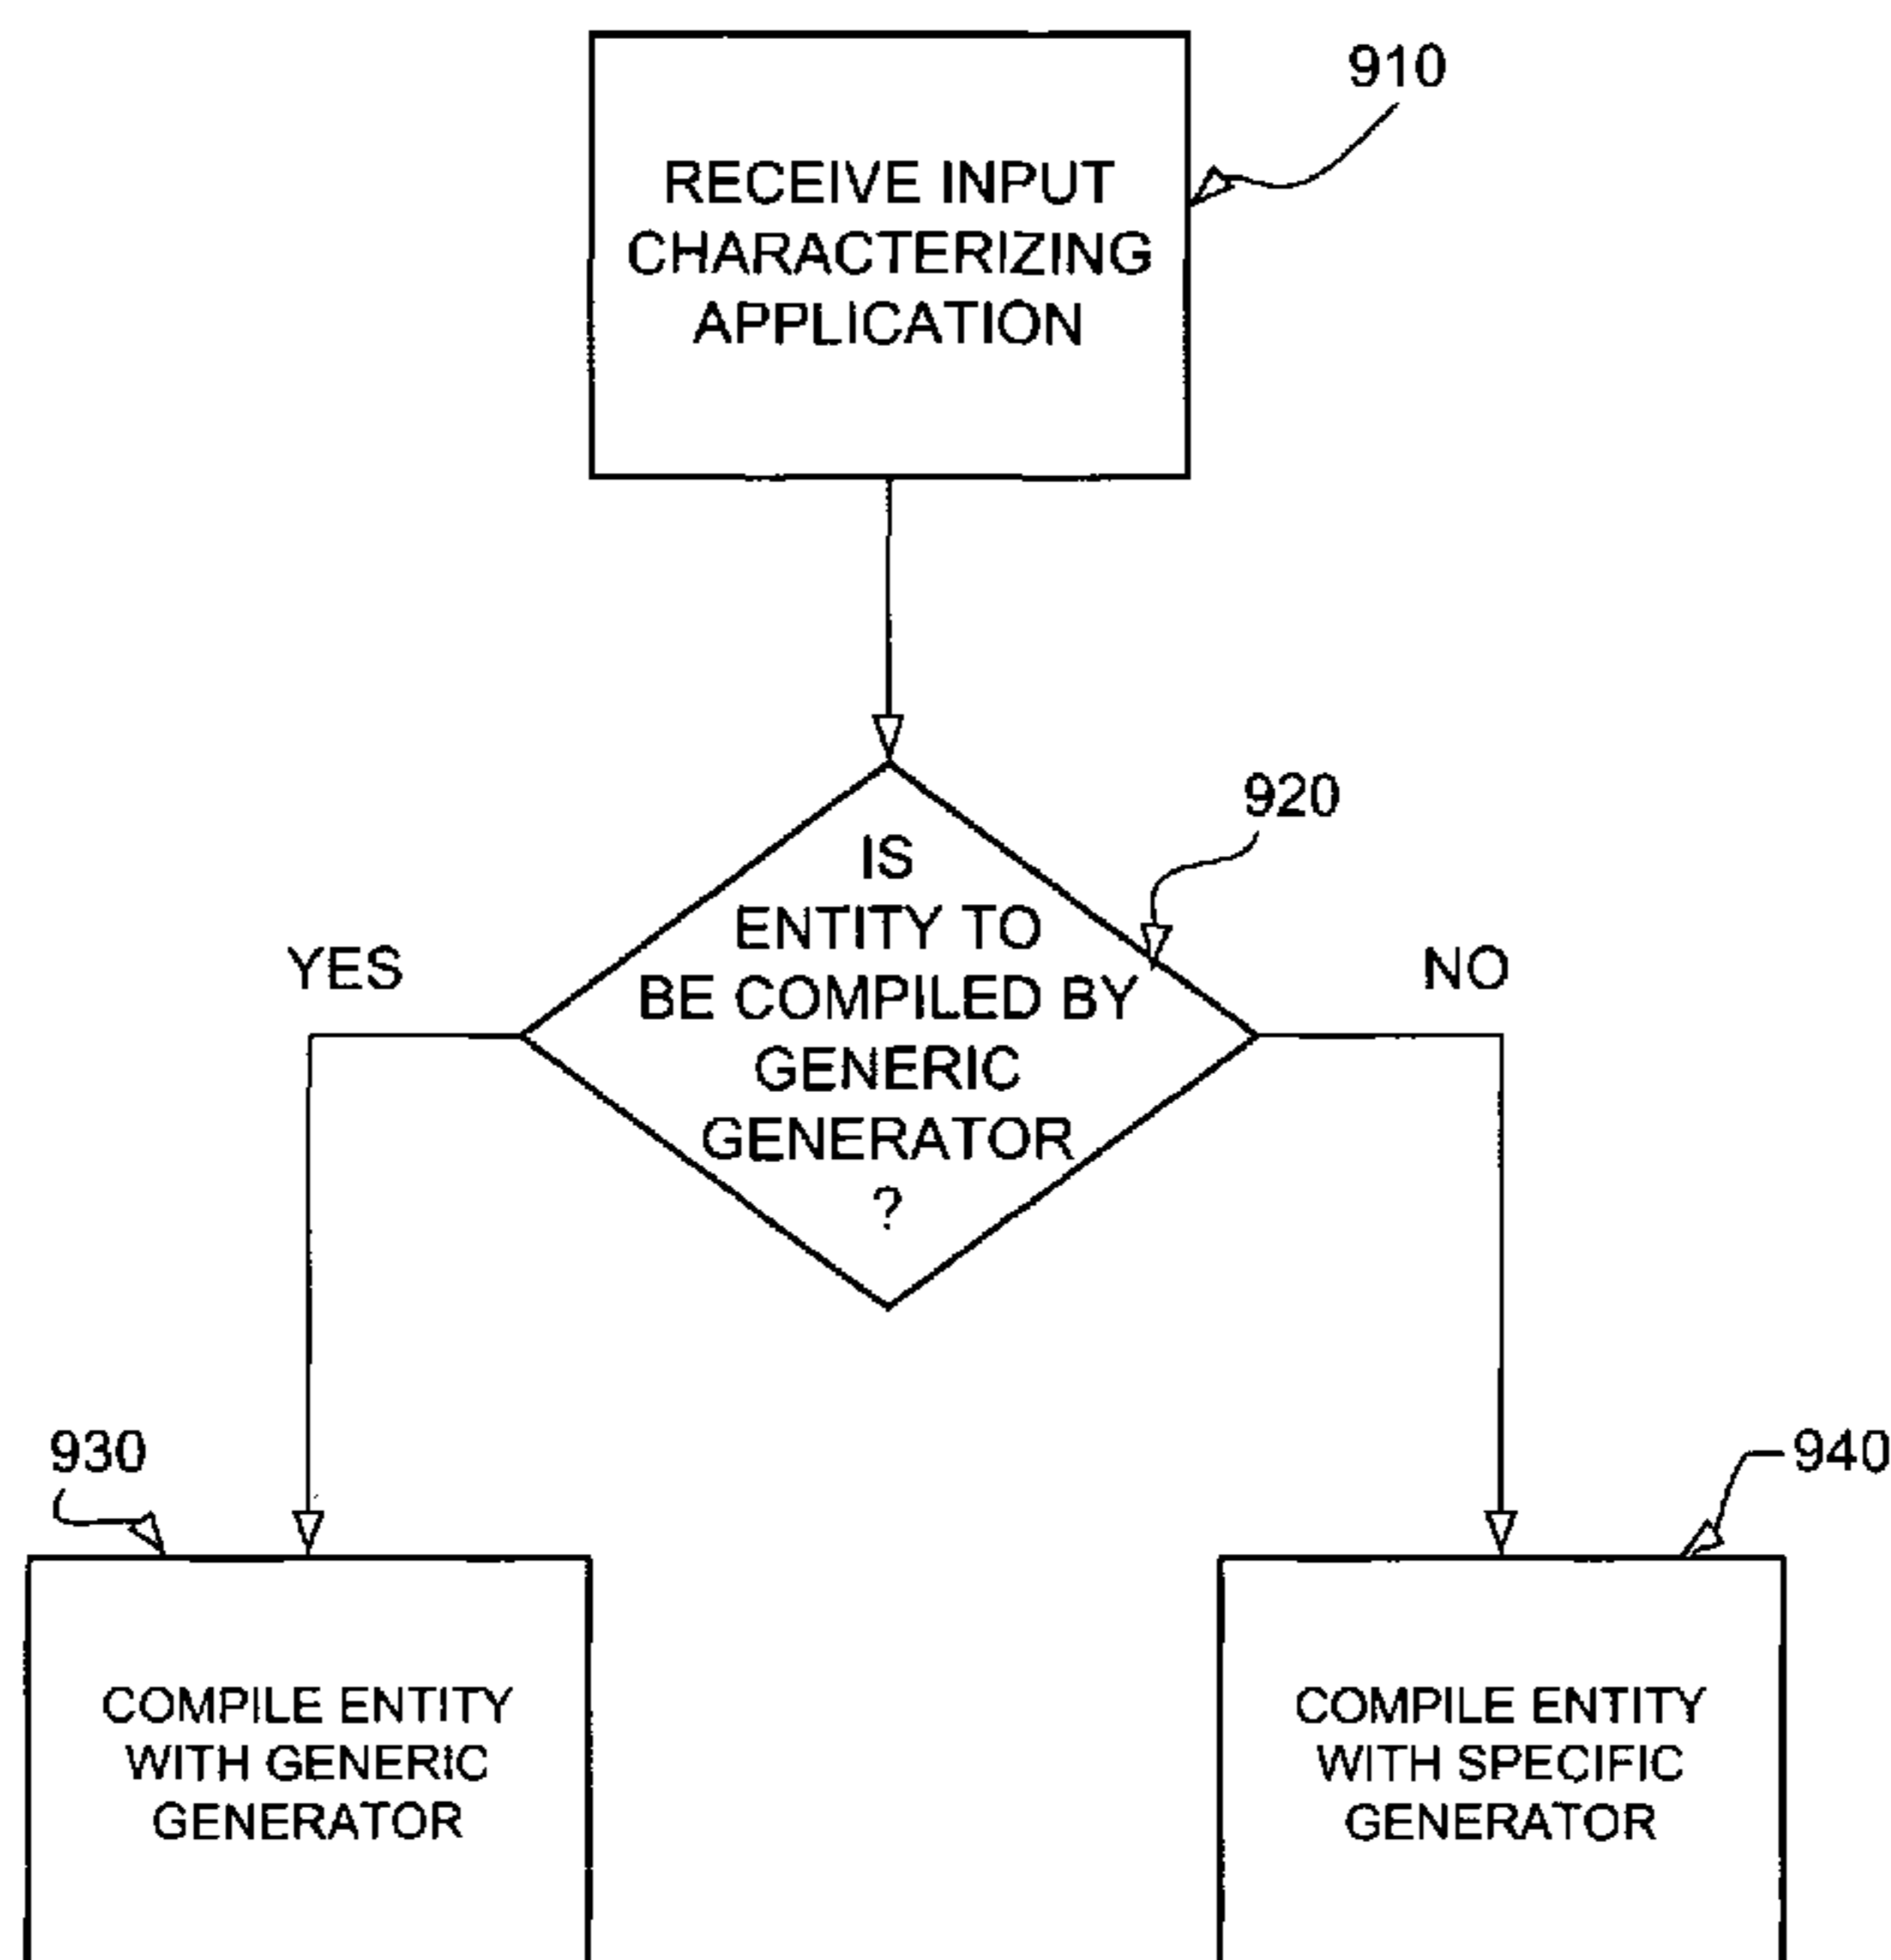 910
RECEIVE INPUT
CHARACTERIZING
APPLICATION
920
IS
ENTITY TO
BE COMPILED BY
GENERIC
GENERATOR
?
YES
NO
930
940
COMPILE ENTITY
WITH GENERIC
GENERATOR
COMPILE ENTITY
WITH SPECIFIC
GENERATOR